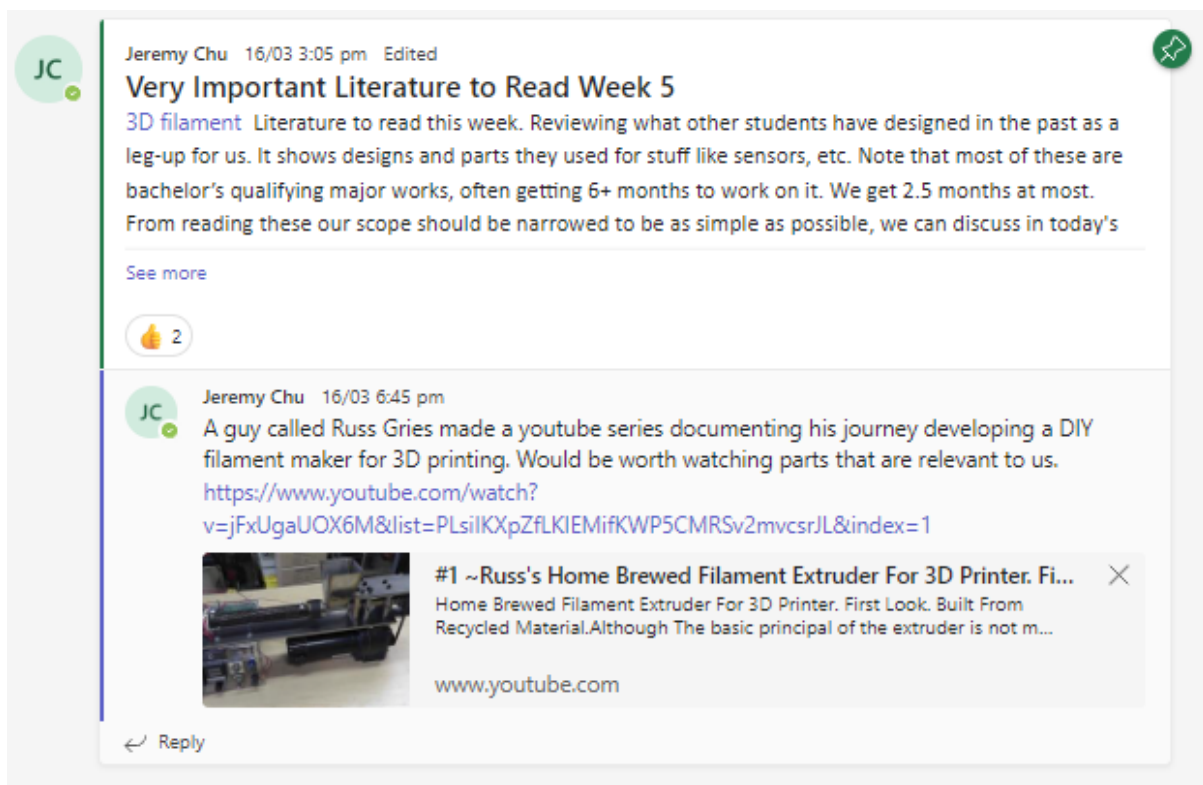 JC
Jeremy Chu 16/03 3:05 pm Edited
Very Important Literature to Read Week 5
3D filament Literature to read this week. Reviewing what other students have designed in the past as a
leg-up for us. It shows designs and parts they used for stuff like sensors, etc. Note that most of these are
bachelor's qualifying major works, often getting 6+ months to work on it. We get 2.5 months at most.
From reading these our scope should be narrowed to be as simple as possible, we can discuss in today's
See more
👍 2
JC
Jeremy Chu 16/03 6:45 pm
A guy called Russ Gries made a youtube series documenting his journey developing a DIY
filament maker for 3D printing. Would be worth watching parts that are relevant to us.
https://www.youtube.com/watch?
v=jFxUgaUOX6M&list=PLsilKXpZfLKlEMifKWP5CMRSv2mvcsrJL&index=1
#1 ~Russ's Home Brewed Filament Extruder For 3D Printer. Fi...
Home Brewed Filament Extruder For 3D Printer. First Look. Built From
Recycled Material.Although The basic principal of the extruder is not m...
www.youtube.com
Reply